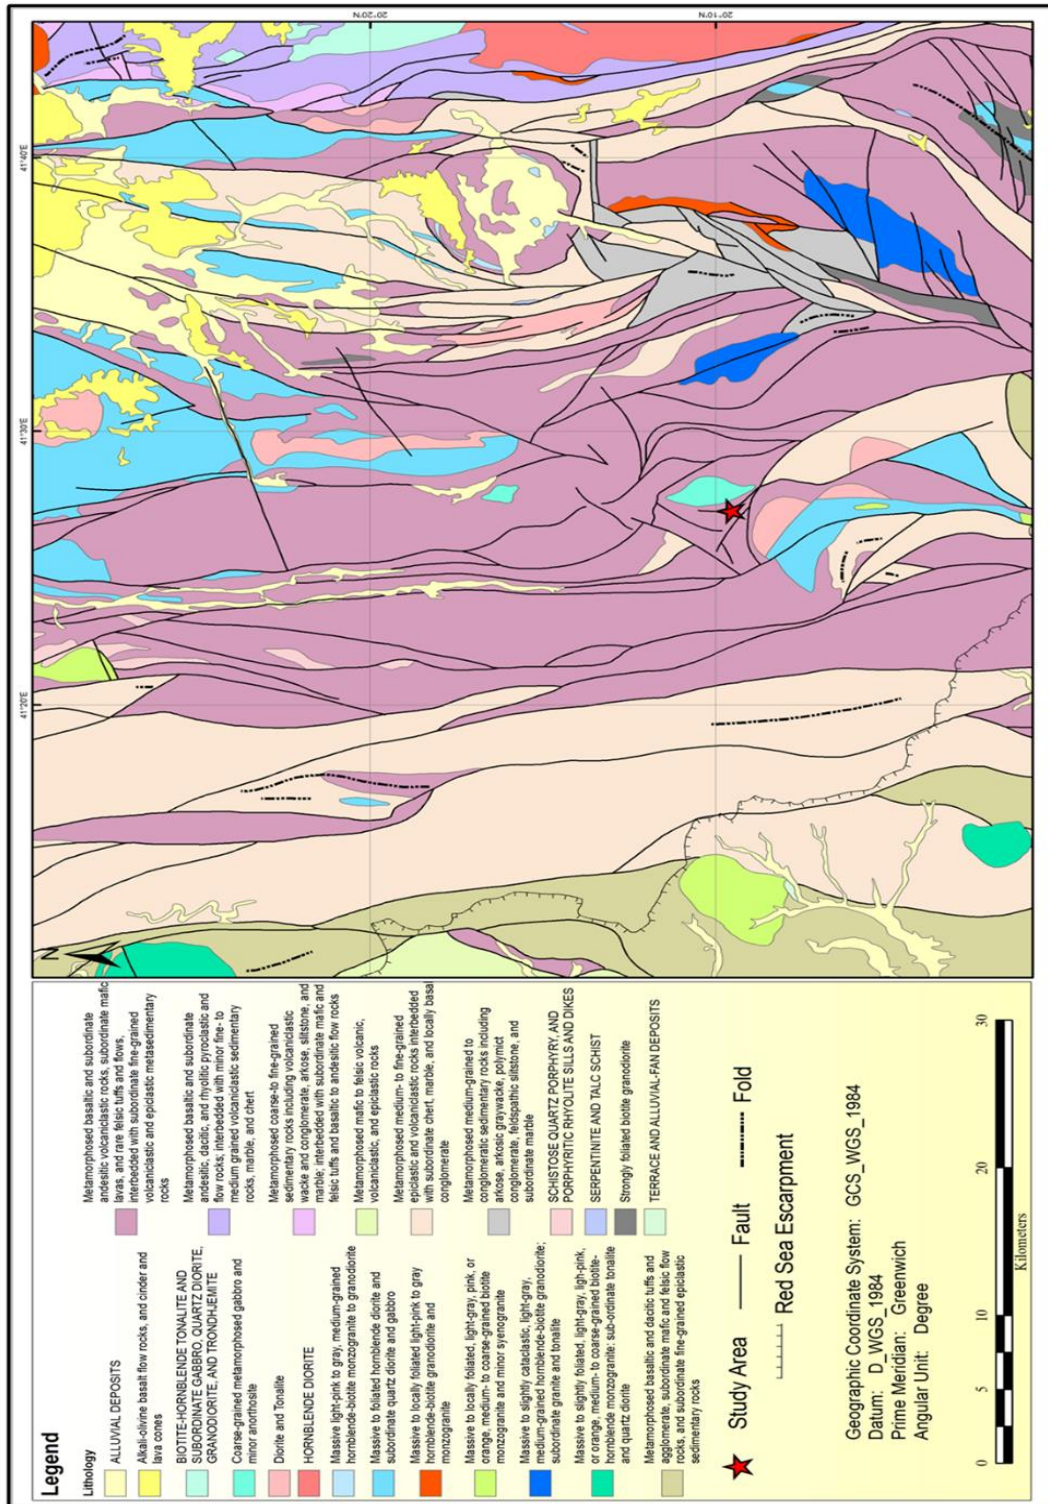 20°20'N
20°10'N
41°40'E
41°30'E
41°20'E
N
Legend
Lithology
ALLUVIAL DEPOSITS
Alkali-olivine basalt flow rocks, and cinder and
lava cones
BIOTITE-HORNBLENDE TONALITE AND
SUBORDINATE GABBRO, QUARTZ DIORITE,
GRANODIORITE, AND TRONDHJEMITE
Coarse-grained metamorphosed gabbro and
minor anorthosite
Diorite and Tonalite
HORNBLENDE DIORITE
Massive light-pink to gray, medium-grained
hornblende-biotite monzogranite to granodiorite
Massive to foliated hornblende diorite and
subordinate quartz diorite and gabbro
Massive to locally foliated light-pink to gray
hornblende-biotite granodiorite and
monzogranite
Massive to locally foliated, light-gray, pink, or
orange, medium- to coarse-grained biotite
monzogranite and minor syenogranite
Massive to slightly cataclastic, light-gray,
medium-grained hornblende-biotite granodiorite;
subordinate granite and tonalite
Massive to slightly foliated, light-gray, ligh-pink,
or orange, medium- to coarse-grained biotite-
hornblende monzogranite; sub-ordinate tonalite
and quartz diorite
Metamorphosed basaltic and dacitic tuffs and
agglomerate, subordinate mafic and felsic flow
rocks, and subordinate fined-grained epiclastic
sedimentary rocks
Metamorphosed basaltic and subordinate
andesitic volcaniclastic rocks, subordinate mafic
lavas, and rare felsic tuffs and flows,
interbedded with subordinate fine-grained
volcaniclastic and epiclastic metasedimentary
rocks
Metamorphosed basaltic and subordinate
andesitic, dacitic, and rhyolitic pyroclastic and
flow rocks; interbedded with minor fine- to
medium grained volcaniclastic sedimentary
rocks, marble, and chert
Metamorphosed coarse-to fine-grained
sedimentary rocks including volcaniclastic
wacke and conglomerate, arkose, siltstone, and
marble; interbedded with subordinate mafic and
felsic tuffs and basaltic to andesitic flow rocks
Metamorphosed mafic to felsic volcanic,
volcaniclastic, and epiclastic rocks
Metamorphosed medium- to fine-grained
epiclastic and volcaniclastic rocks interbedded
with subordinate chert, marble, and locally basal
conglomerate
Metamorphosed medium-grained to
conglomeratic sedimentary rocks including
arkose, arkosic graywacke, polymict
conglomerate, feldspathic siltstone, and
subordinate marble
SCHISTOSE QUARTZ PORPHYRY, AND
PORPHYRITIC RHYOLITE SILLS AND DIKES
SERPENTINITE AND TALC SCHIST
Strongly foliated biotite granodiorite
TERRACE AND ALLUVIAL-FAN DEPOSITS
Study Area
Fault
Fold
Red Sea Escarpment
Geographic Coordinate System: GCS_WGS_1984
Datum: D_WGS_1984
Prime Meridian: Greenwich
Angular Unit: Degree
0 5 10 20 30
Kilometers